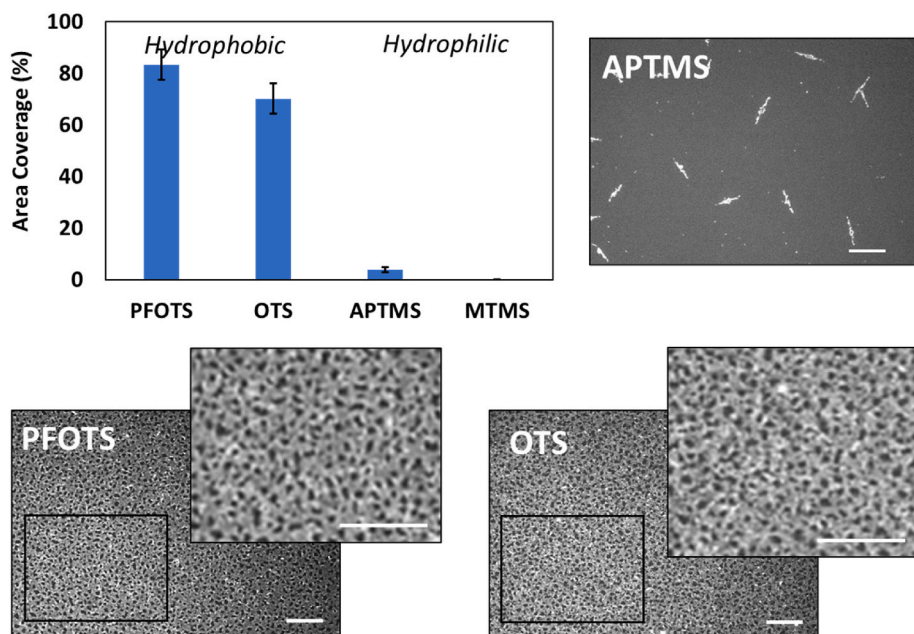 Area Coverage (%)
100
80
60
40
20
0
Hydrophobic
Hydrophilic
PFOTS
OTS
APTMS
MTMS
APTMS
PFOTS
OTS